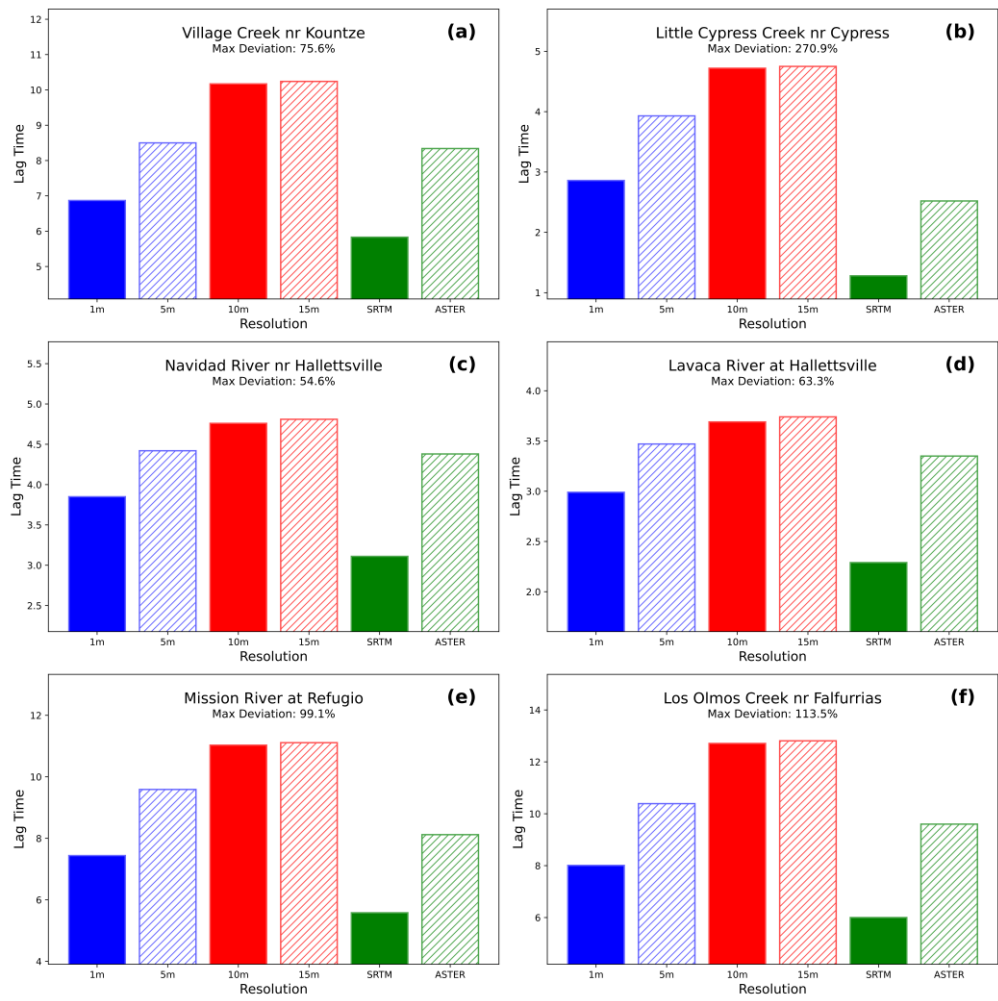 Village Creek nr Kountze
(a)
Max Deviation: 75.6%
12
11
10
9
8
7
6
5
Lag Time
1m 5m 10m 15m SRTM ASTER
Resolution
Little Cypress Creek nr Cypress
(b)
Max Deviation: 270.9%
5
4
3
2
1
Lag Time
1m 5m 10m 15m SRTM ASTER
Resolution
Navidad River nr Hallettsville
(c)
Max Deviation: 54.6%
5.5
5.0
4.5
4.0
3.5
3.0
2.5
Lag Time
1m 5m 10m 15m SRTM ASTER
Resolution
Lavaca River at Hallettsville
(d)
Max Deviation: 63.3%
4.0
3.5
3.0
2.5
2.0
Lag Time
1m 5m 10m 15m SRTM ASTER
Resolution
Mission River at Refugio
(e)
Max Deviation: 99.1%
12
10
8
6
4
Lag Time
1m 5m 10m 15m SRTM ASTER
Resolution
Los Olmos Creek nr Falfurrias
(f)
Max Deviation: 113.5%
14
12
10
8
6
Lag Time
1m 5m 10m 15m SRTM ASTER
Resolution